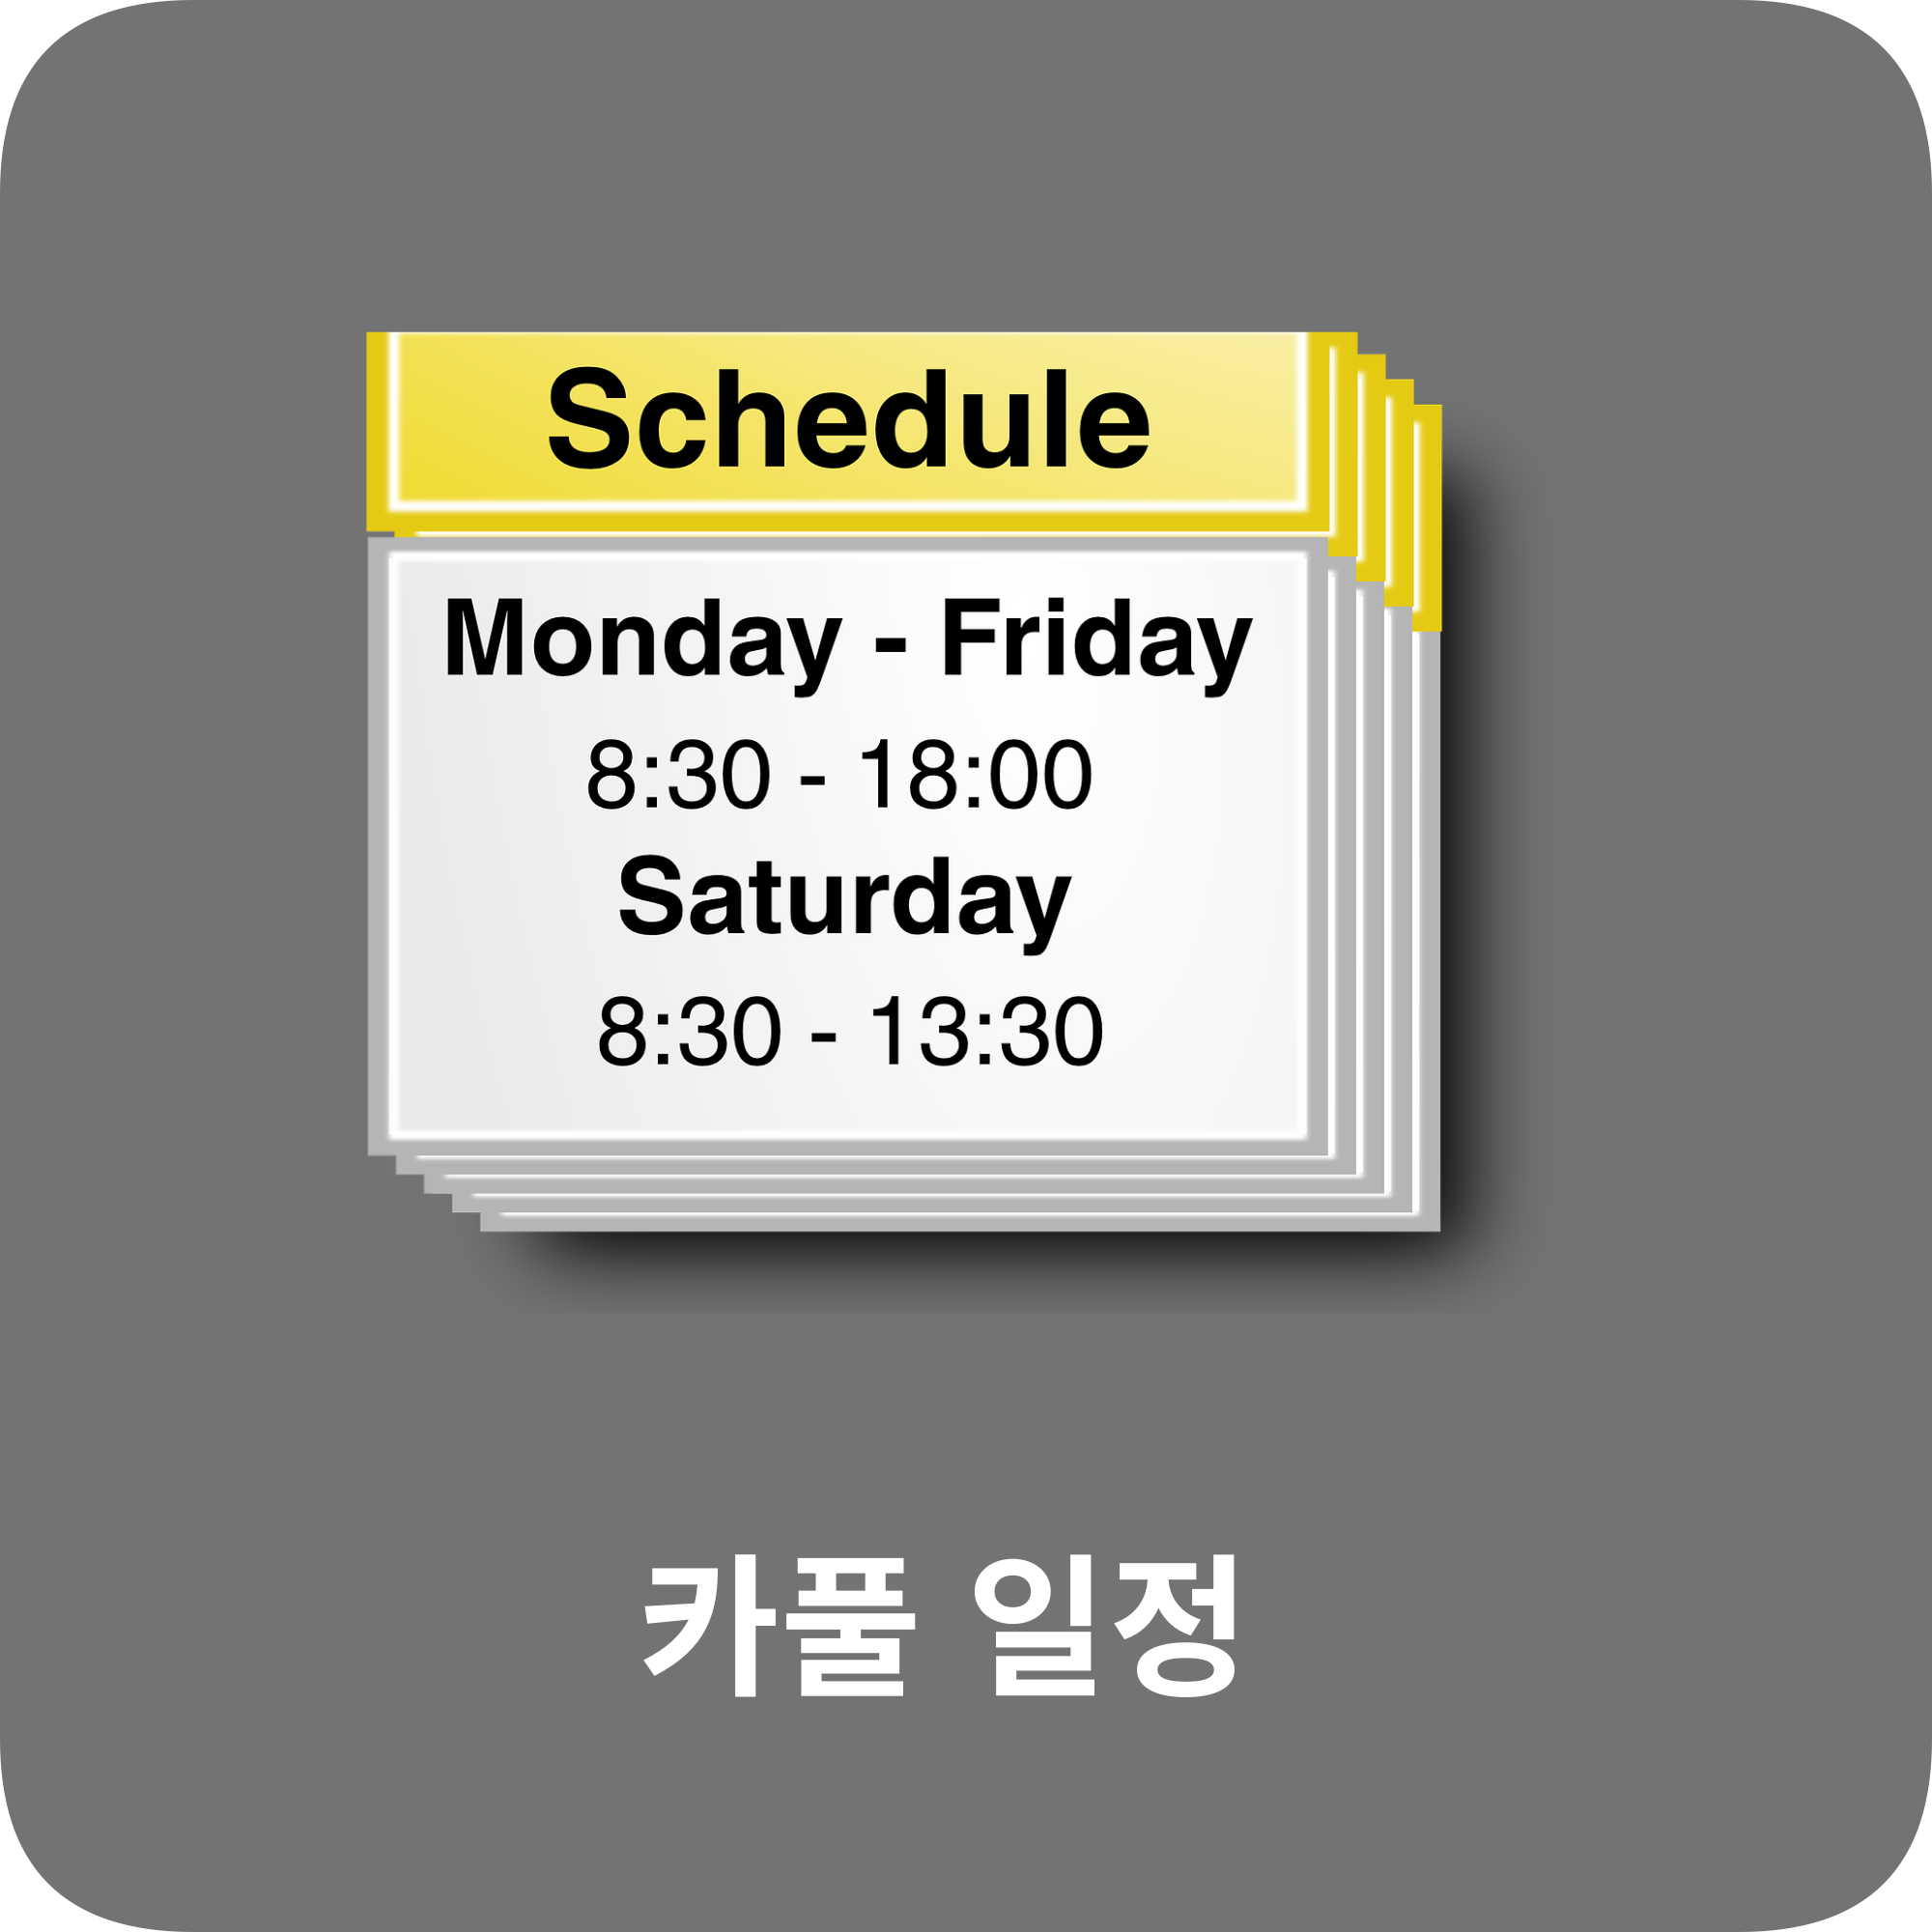 Schedule
Monday - Friday
8:30 - 18:00
Saturday
8:30 - 13:30
카풀 일정